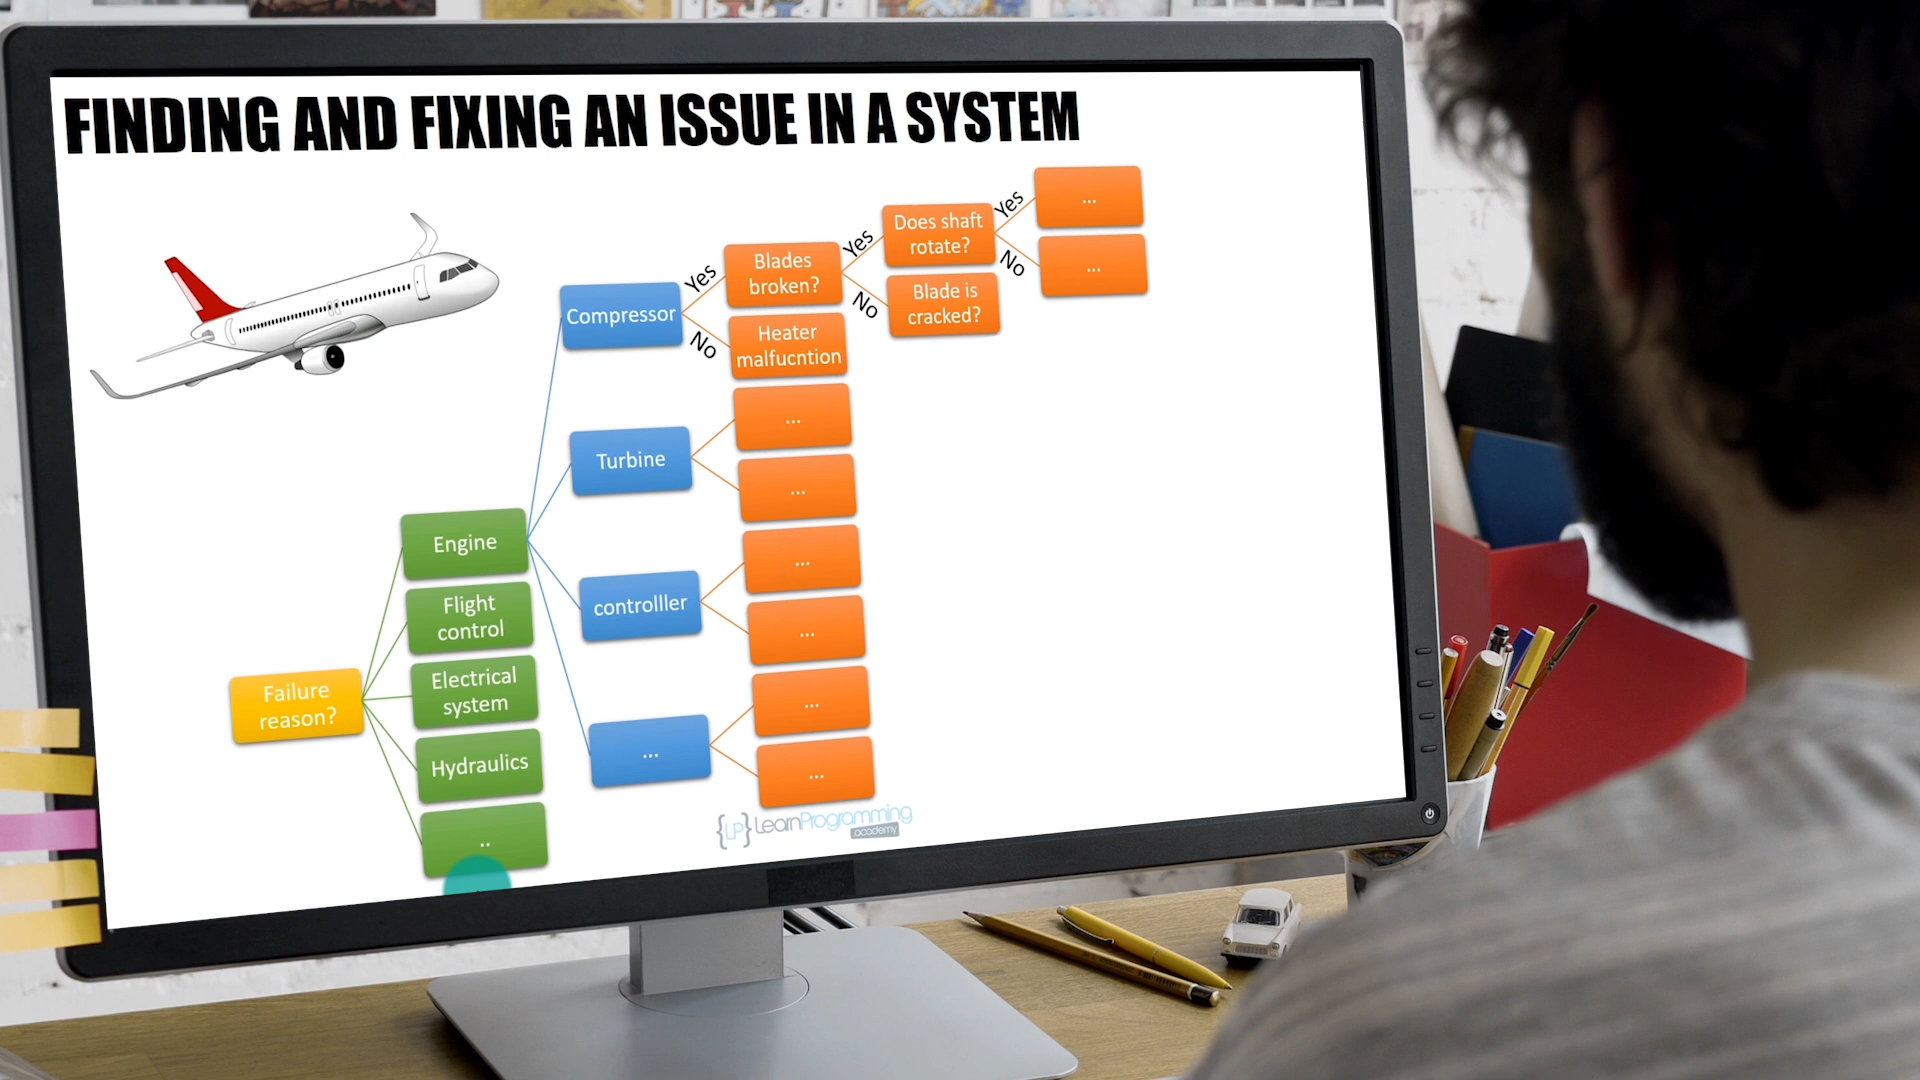 FINDING AND FIXING AN ISSUE IN A SYSTEM
Failure
reason?
Engine
Flight
control
Electrical
system
Hydraulics
..
Compressor
Turbine
controlller
...
Yes
No
Blades
broken?
Heater
malfucntion
...
...
...
...
...
...
Yes
No
Does shaft
rotate?
Blade is
cracked?
Yes
No
...
...
{LP} LearnProgramming
academy